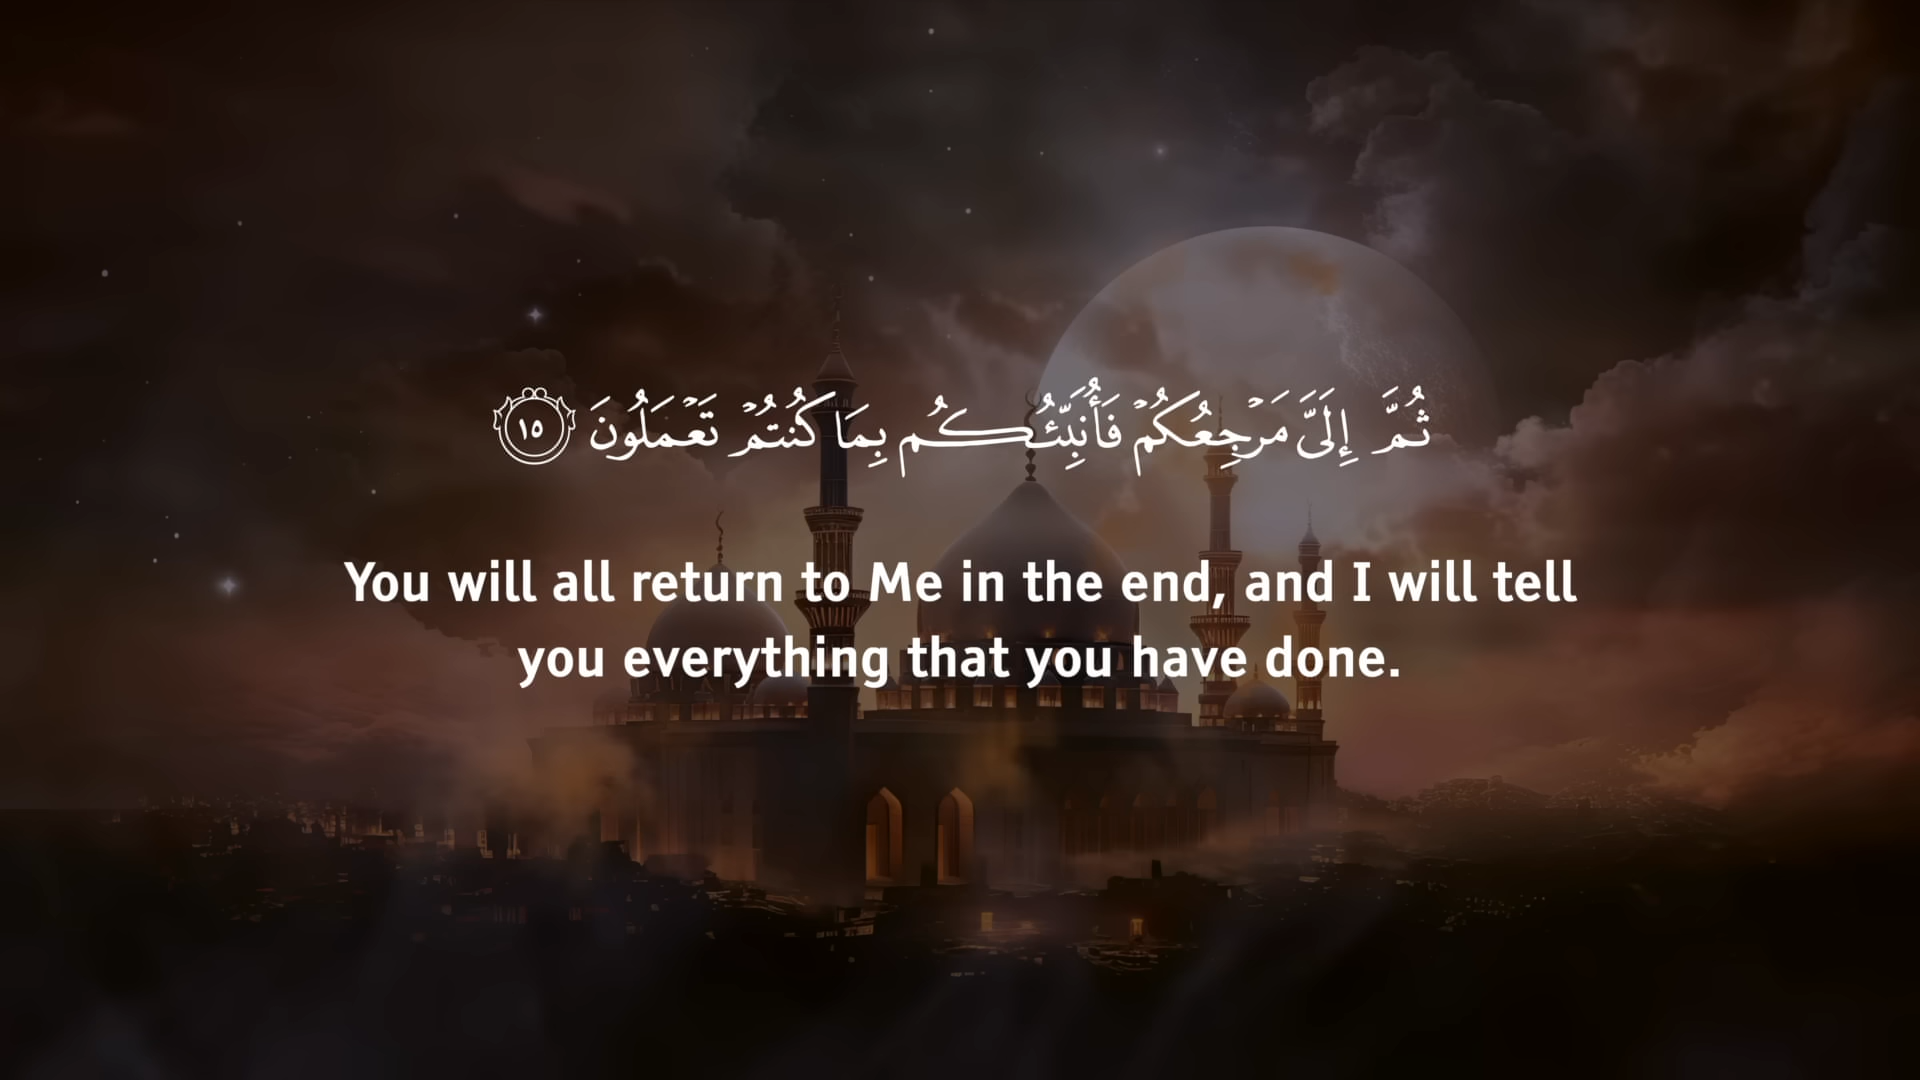 ثُمَّ إِلَىَّ مَرْجِعُكُمْ فَأُنَبِّئُكُم بِمَا كُنتُمْ تَعْمَلُونَ ١٥
You will all return to Me in the end, and I will tell
you everything that you have done.